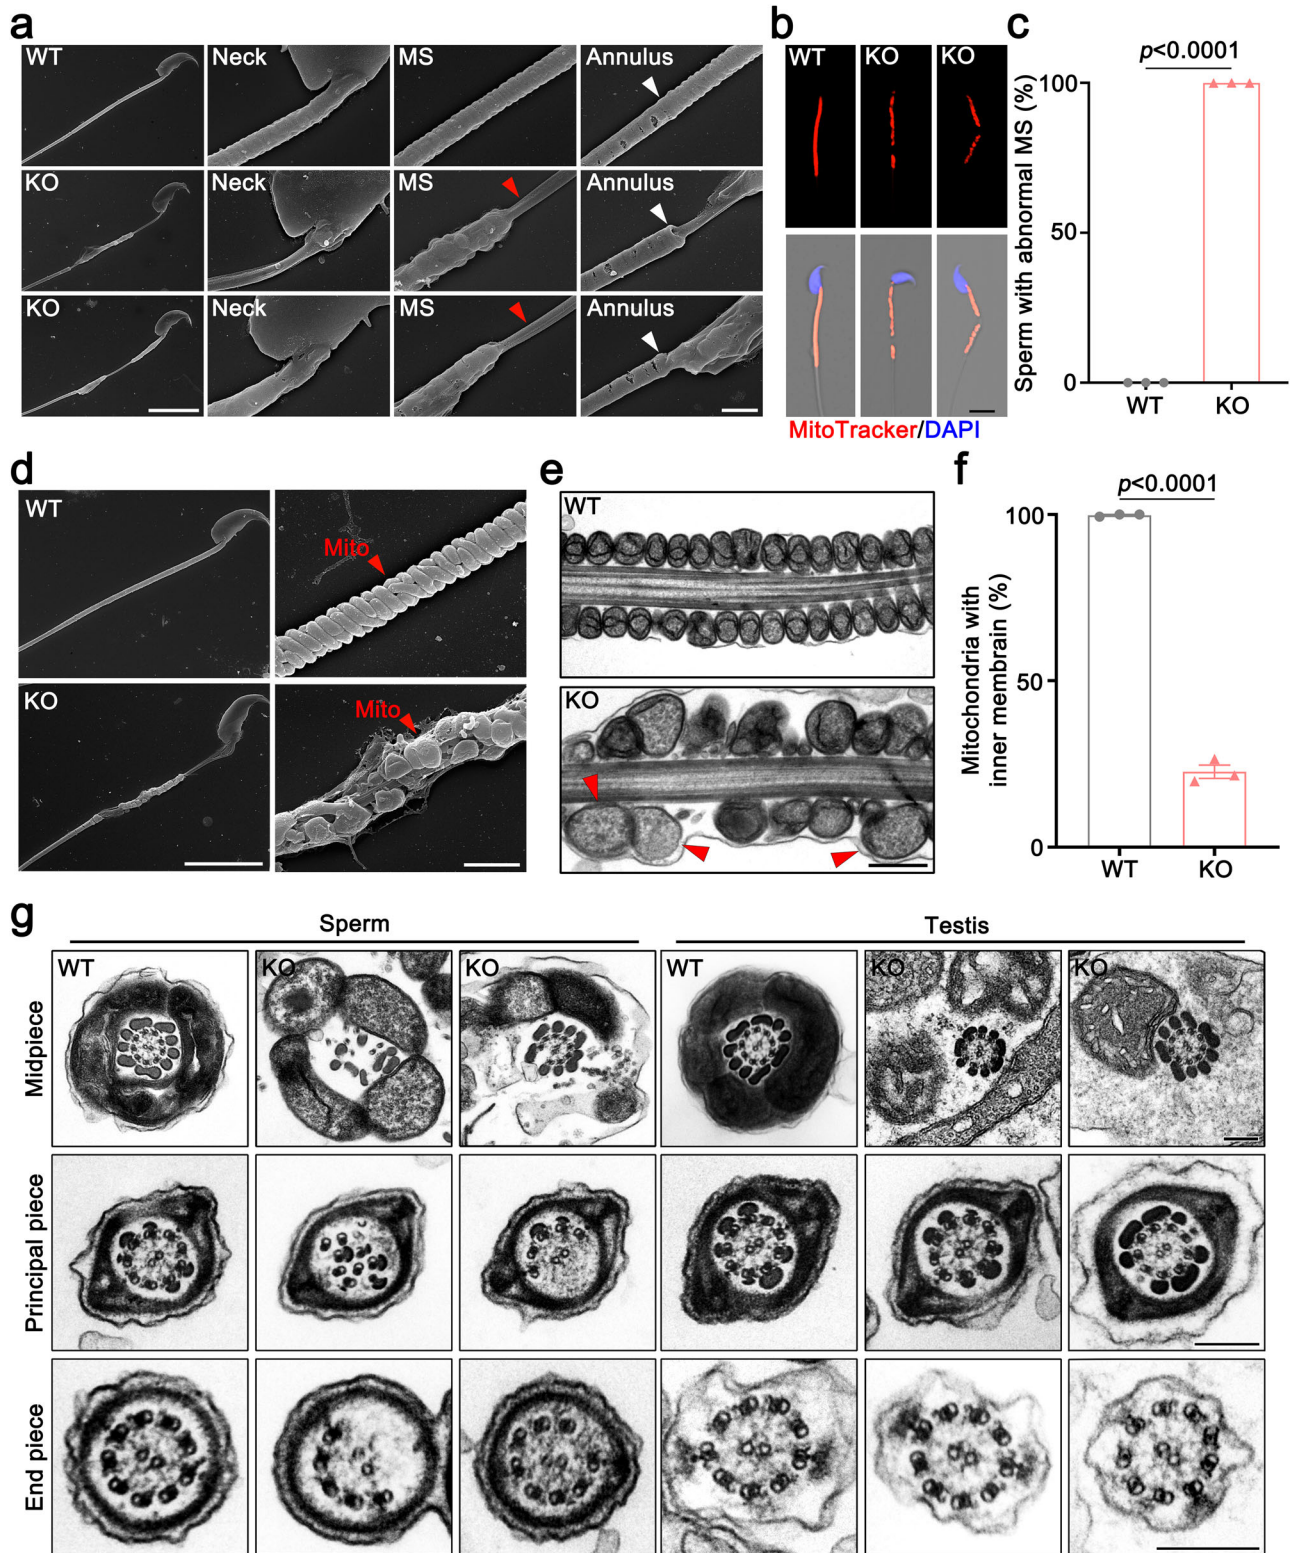 a
WT
Neck
MS
Annulus
KO
Neck
MS
Annulus
KO
Neck
MS
Annulus
b
WT
KO
KO
MitoTracker/DAPI
c
Sperm with abnormal MS (%)
p<0.0001
100
50
0
WT
KO
d
WT
Mito
KO
Mito
e
WT
KO
f
Mitochondria with
inner membrain (%)
p<0.0001
100
50
0
WT
KO
g
Sperm
Testis
Midpiece
WT
KO
KO
WT
KO
KO
Principal piece
End piece